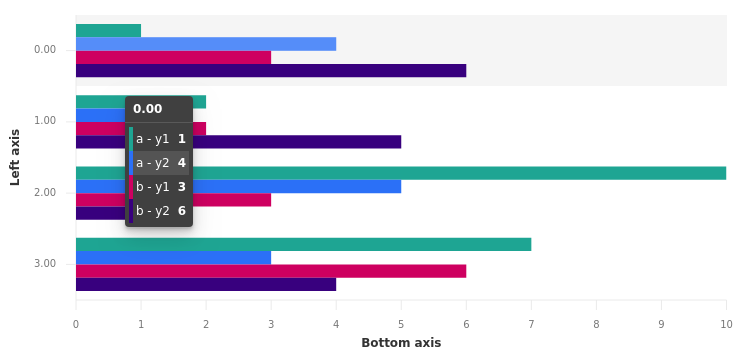 Left axis
0.00
1.00
2.00
3.00
0.00
a - y1 1
a - y2 4
b - y1 3
b - y2 6
0 1 2 3 4 5 6 7 8 9 10
Bottom axis